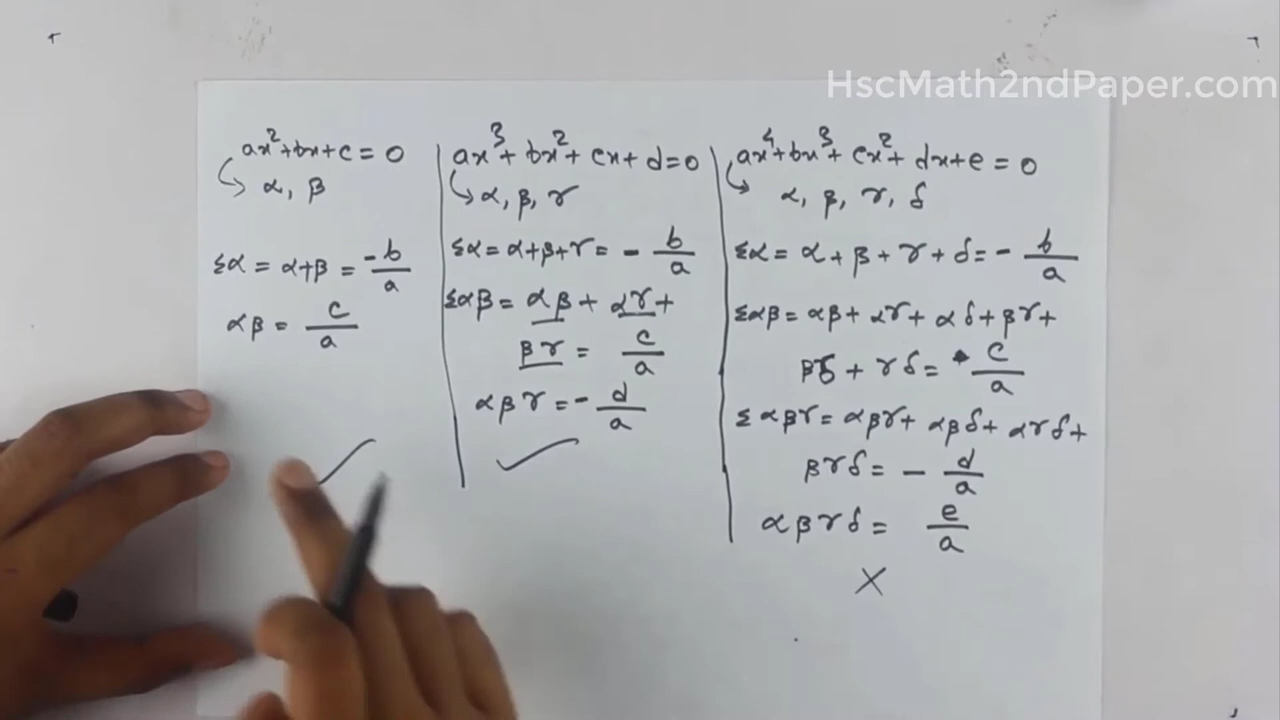 HscMath2ndPaper.com
ax²+bx+c = 0
α, β
Σα = α+β = -b/a
αβ = c/a
ax³+bx²+cx+d=0
α, β, γ
Σα = α+β+γ = - b/a
Σαβ = αβ + αγ +
βγ = c/a
αβγ = - d/a
ax⁴+bx³+cx²+dx+e = 0
α, β, γ, δ
Σα = α + β + γ + δ = - b/a
Σαβ = αβ + αγ + αδ + βγ +
βδ + γδ = c/a
Σαβγ = αβγ + αβδ + αγδ +
βγδ = - d/a
αβγδ = e/a